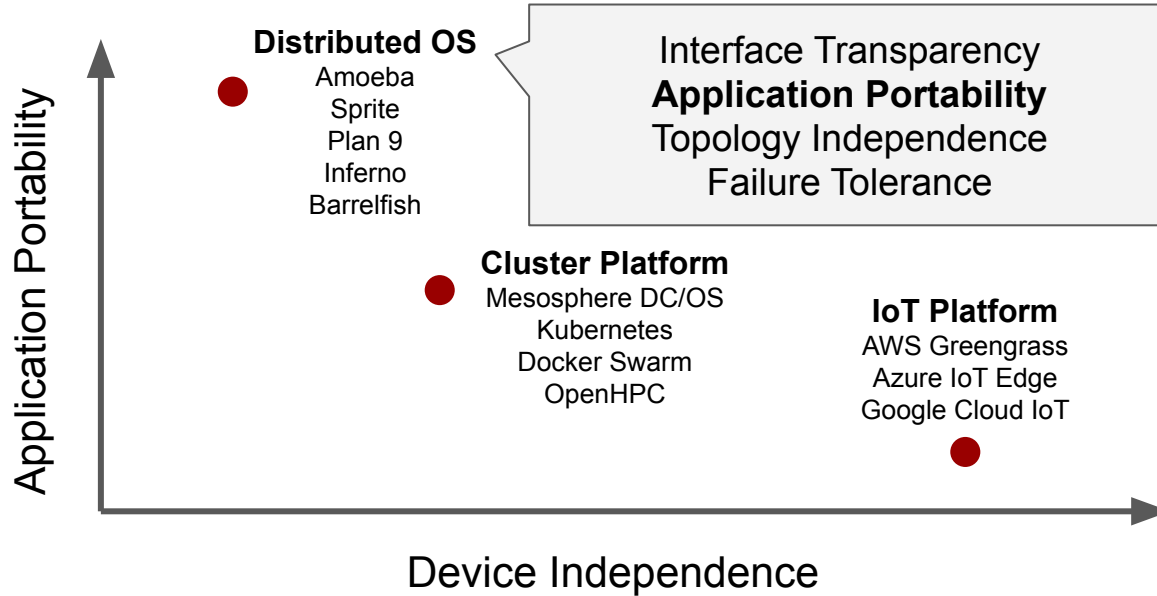 Application Portability
Distributed OS
Amoeba
Sprite
Plan 9
Inferno
Barrelfish
Interface Transparency
Application Portability
Topology Independence
Failure Tolerance
Cluster Platform
Mesosphere DC/OS
Kubernetes
Docker Swarm
OpenHPC
IoT Platform
AWS Greengrass
Azure IoT Edge
Google Cloud IoT
Device Independence